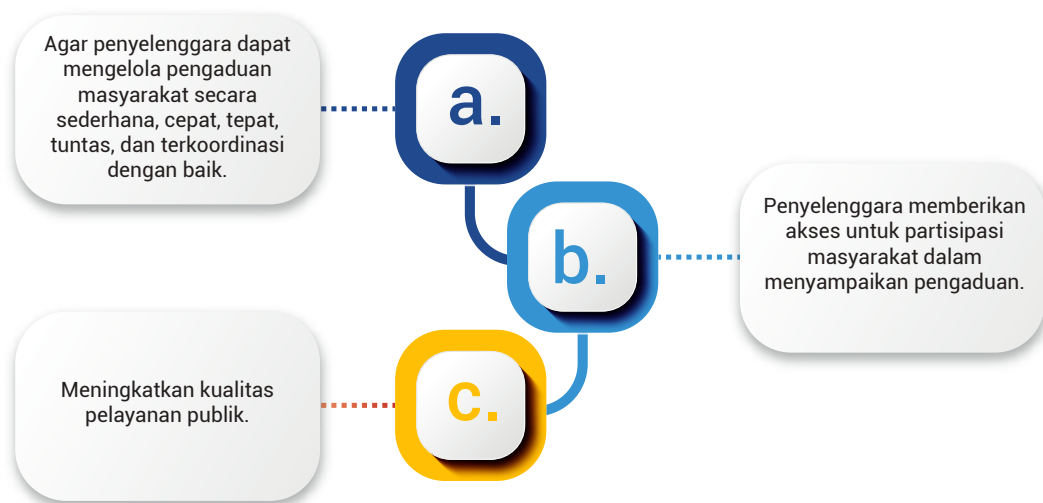 Agar penyelenggara dapat
mengelola pengaduan
masyarakat secara
sederhana, cepat, tepat,
tuntas, dan terkoordinasi
dengan baik.
a.
b.
Penyelenggara memberikan
akses untuk partisipasi
masyarakat dalam
menyampaikan pengaduan.
Meningkatkan kualitas
pelayanan publik.
c.